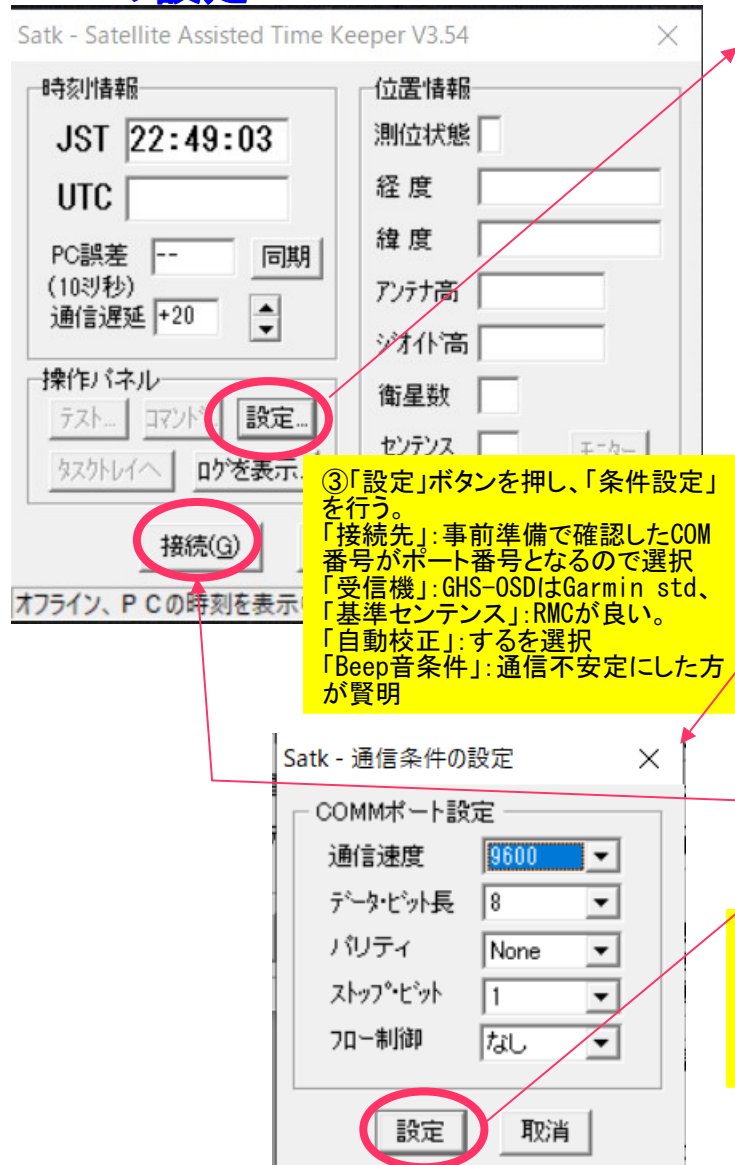 の設定
Satk - Satellite Assisted Time Keeper V3.54
時刻情報
JST 22:49:03
UTC
PC誤差 -- 同期
(10ﾐﾘ秒)
通信遅延 +20
操作パネル
ﾃｽﾄ... ｺﾏﾝﾄﾞ... 設定...
ﾀｽｸﾄﾚｲへ ﾛｸﾞを表示...
接続(G)
オフライン、ＰＣの時刻を表示
位置情報
測位状態
経 度
緯 度
ｱﾝﾃﾅ高
ｼﾞｵｲﾄﾞ高
衛星数
ｾﾝﾃﾝｽ ﾓﾆﾀｰ
③「設定」ボタンを押し、「条件設定」
を行う。
「接続先」:事前準備で確認したCOM
番号がポート番号となるので選択
「受信機」:GHS-OSDはGarmin std、
「基準センテンス」:RMCが良い。
「自動校正」:するを選択
「Beep音条件」:通信不安定にした方
が賢明
Satk - 通信条件の設定
COMMポート設定
通信速度 9600
ﾃﾞｰﾀ･ﾋﾞｯﾄ長 8
パリティ None
ｽﾄｯﾌﾟ･ﾋﾞｯﾄ 1
ﾌﾛｰ制御 なし
設定 取消